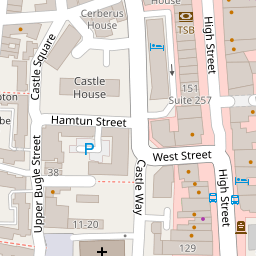 Cerberus
House
TSB
High Street
Castle Square
Castle
House
151
Suite 257
Hamtun Street
P
West Street
Upper Bugle Street
38
Castle Way
High Street
11-20
129